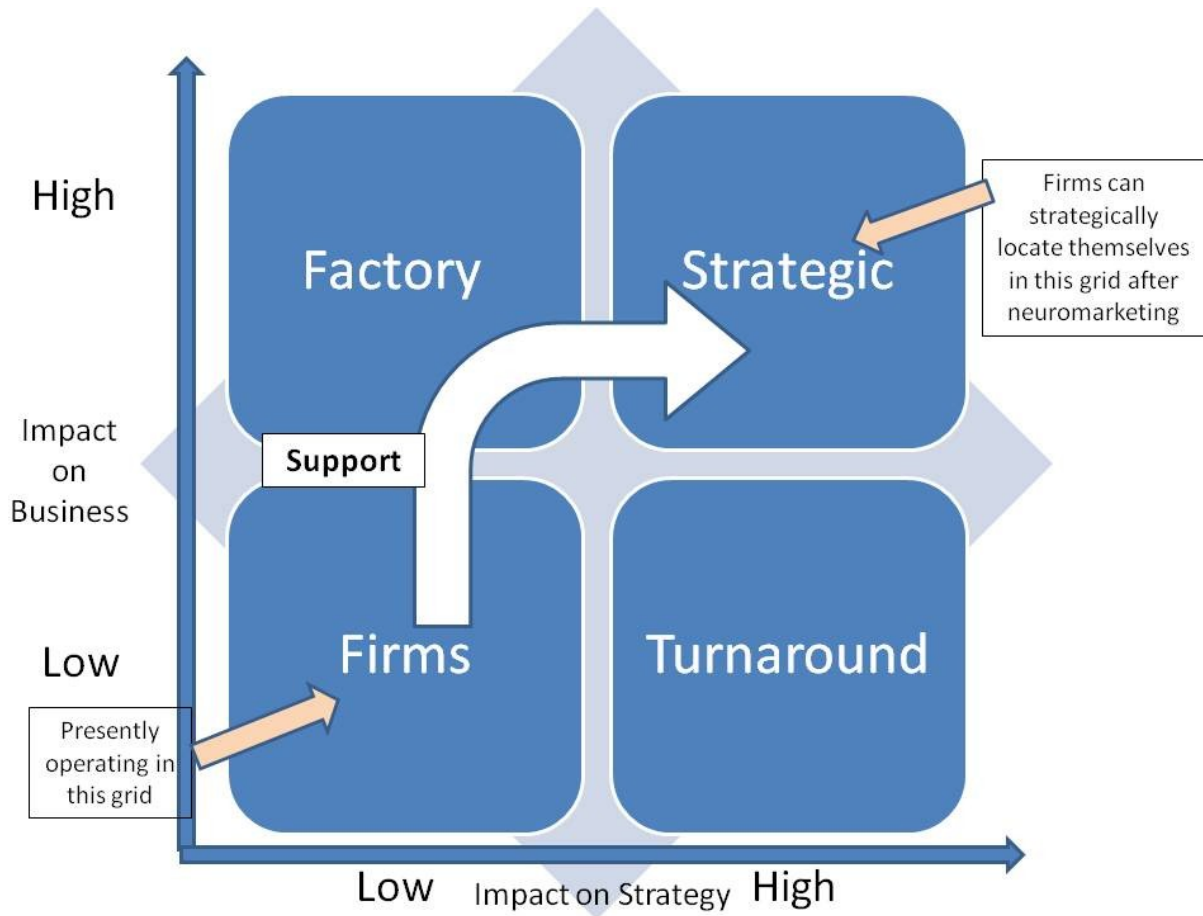 High
Factory
Strategic
Firms can
strategically
locate themselves
in this grid after
neuromarketing
Impact
on
Business
Support
Low
Firms
Turnaround
Presently
operating in
this grid
Low
Impact on Strategy
High